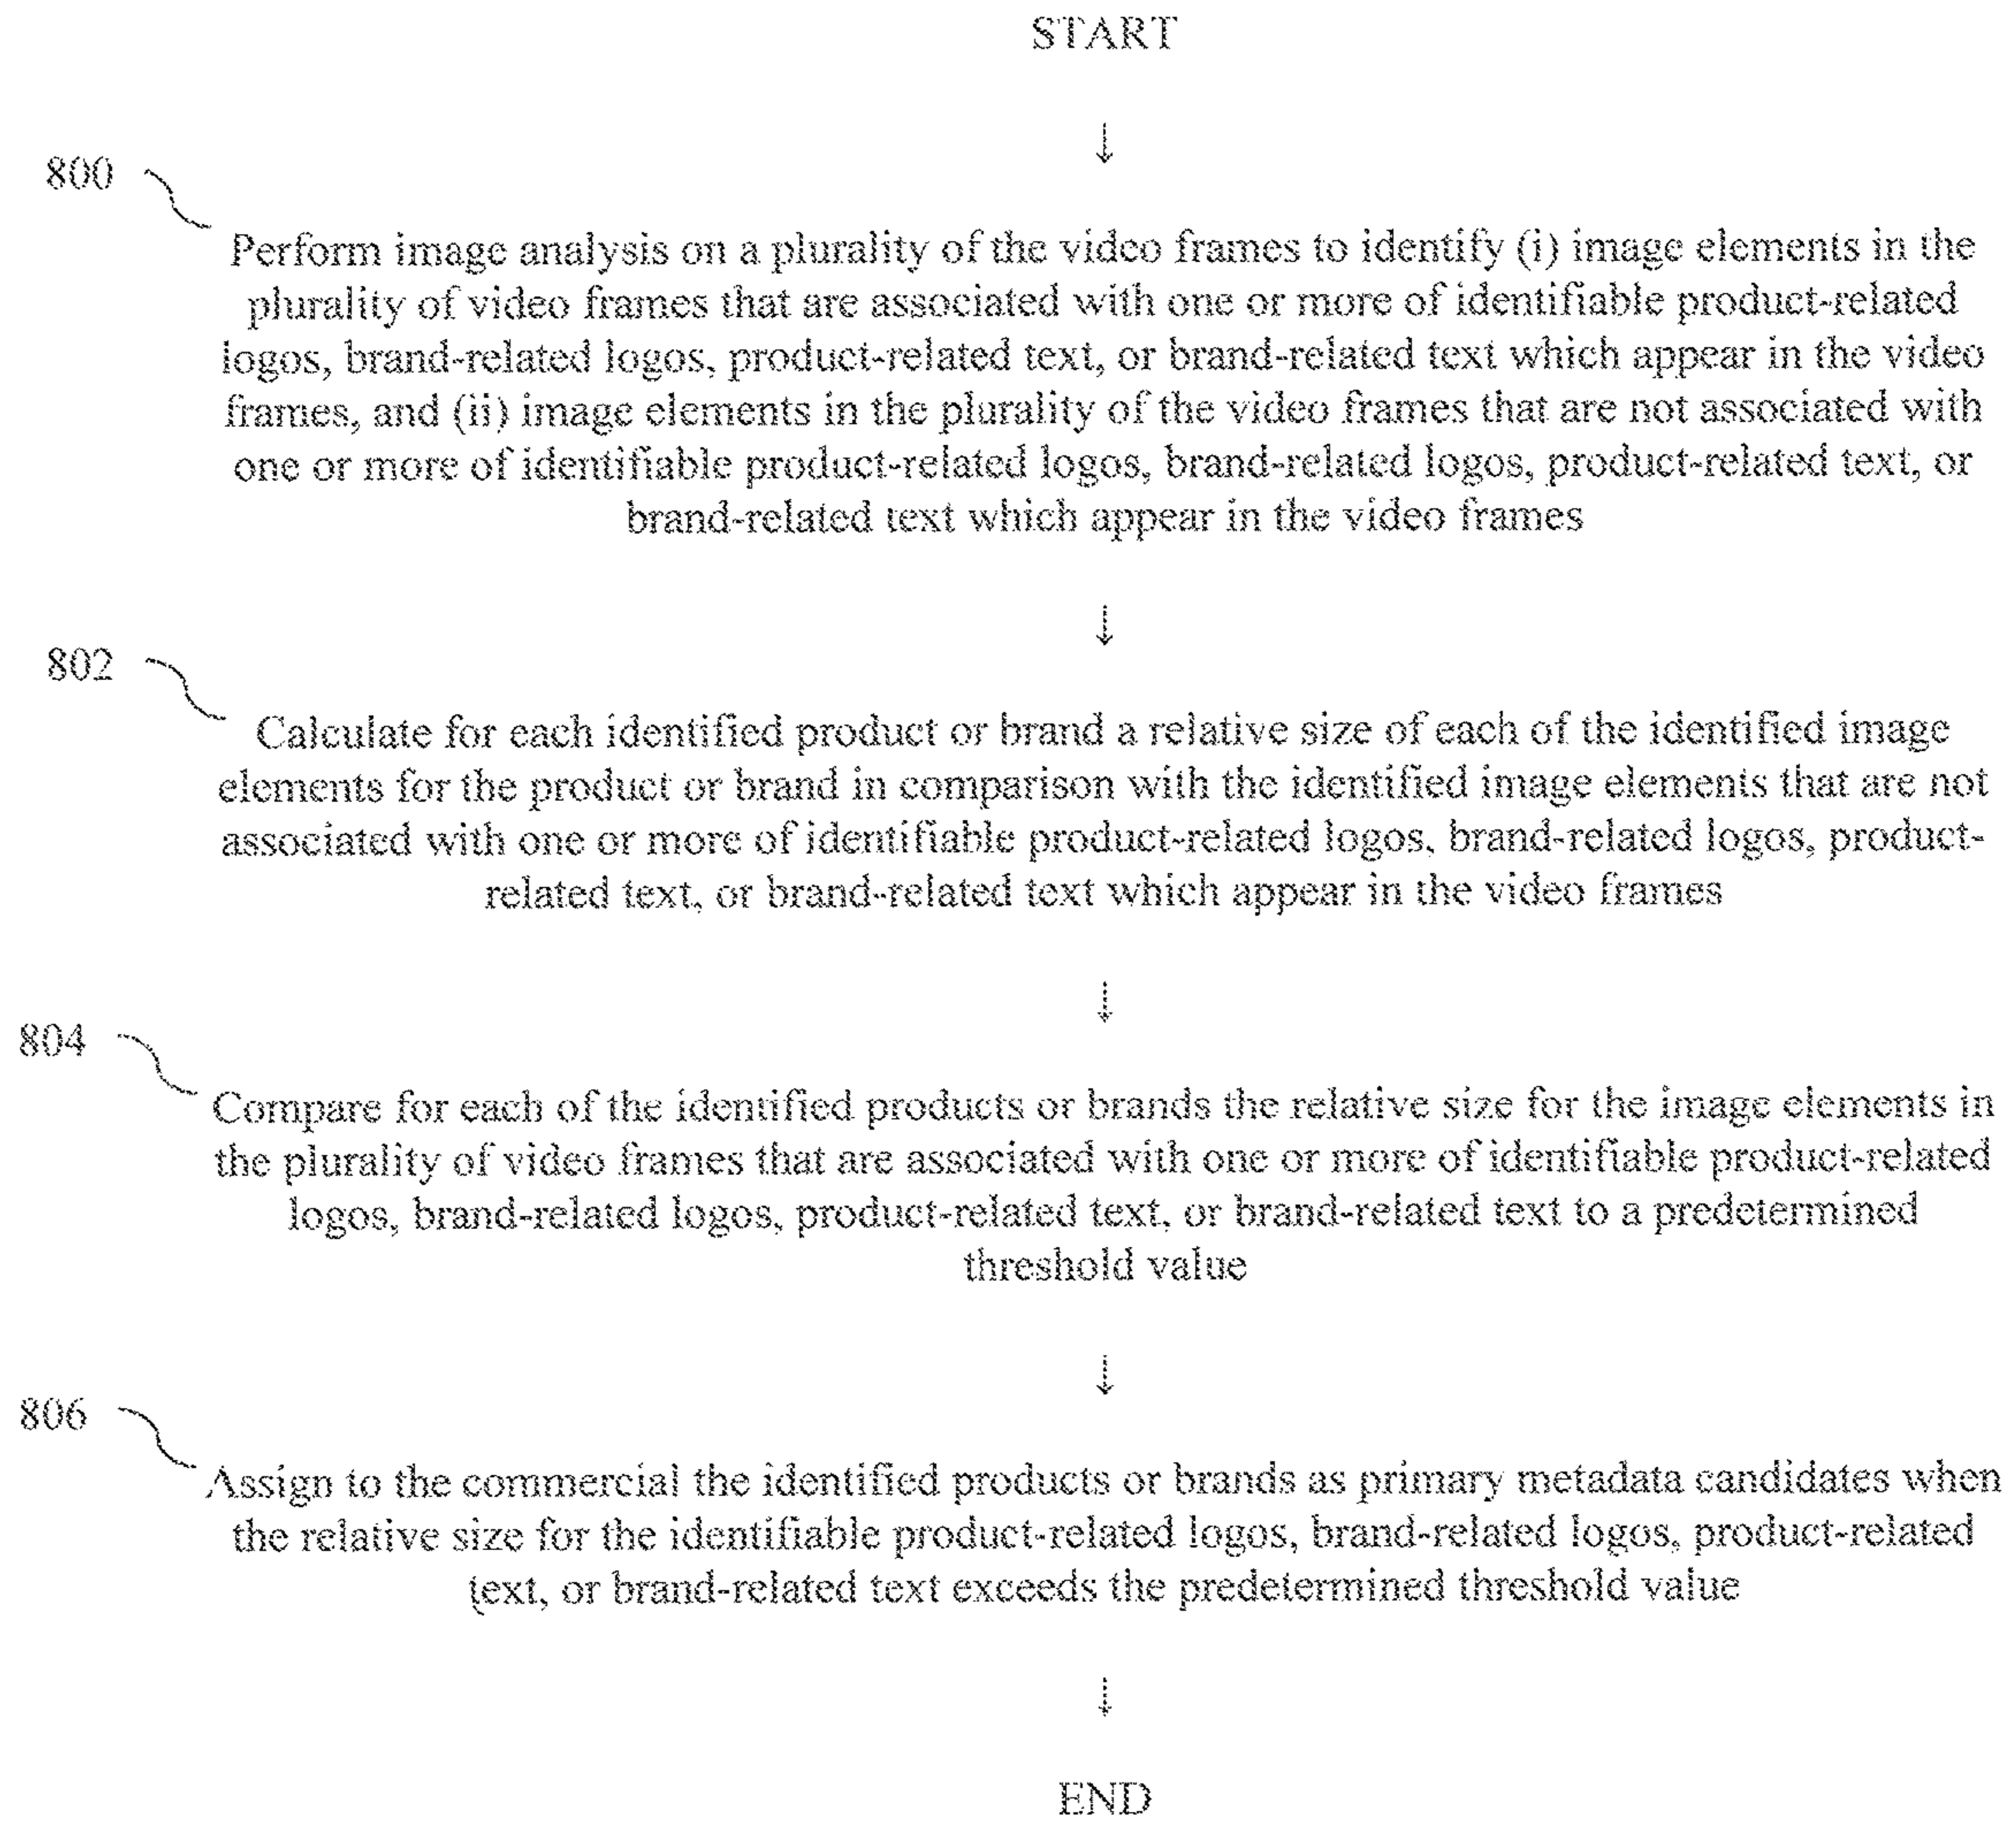 START
↓
800
Perform image analysis on a plurality of the video frames to identify (i) image elements in the
plurality of video frames that are associated with one or more of identifiable product-related
logos, brand-related logos, product-related text, or brand-related text which appear in the video
frames, and (ii) image elements in the plurality of the video frames that are not associated with
one or more of identifiable product-related logos, brand-related logos, product-related text, or
brand-related text which appear in the video frames
↓
802
Calculate for each identified product or brand a relative size of each of the identified image
elements for the product or brand in comparison with the identified image elements that are not
associated with one or more of identifiable product-related logos, brand-related logos, product-
related text, or brand-related text which appear in the video frames
↓
804
Compare for each of the identified products or brands the relative size for the image elements in
the plurality of video frames that are associated with one or more of identifiable product-related
logos, brand-related logos, product-related text, or brand-related text to a predetermined
threshold value
↓
806
Assign to the commercial the identified products or brands as primary metadata candidates when
the relative size for the identifiable product-related logos, brand-related logos, product-related
text, or brand-related text exceeds the predetermined threshold value
↓
END